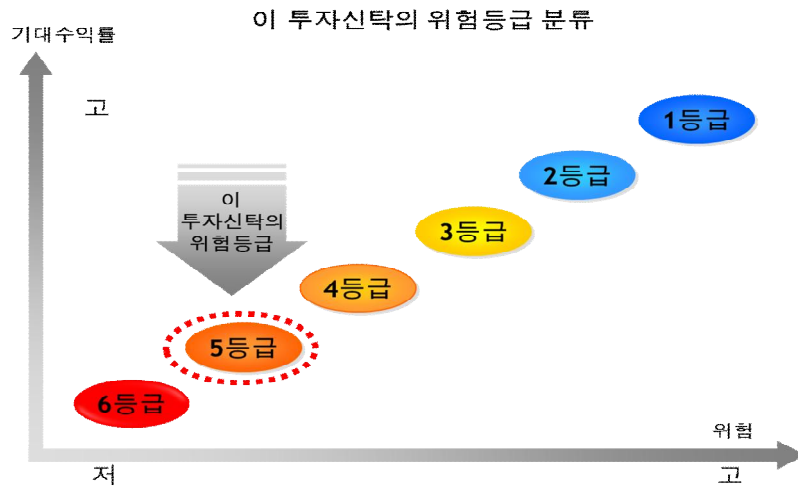 이 투자신탁의 위험등급 분류
기대수익률
고
1등급
2등급
이
투자신탁의
위험등급
3등급
4등급
5등급
6등급
위험
저
고